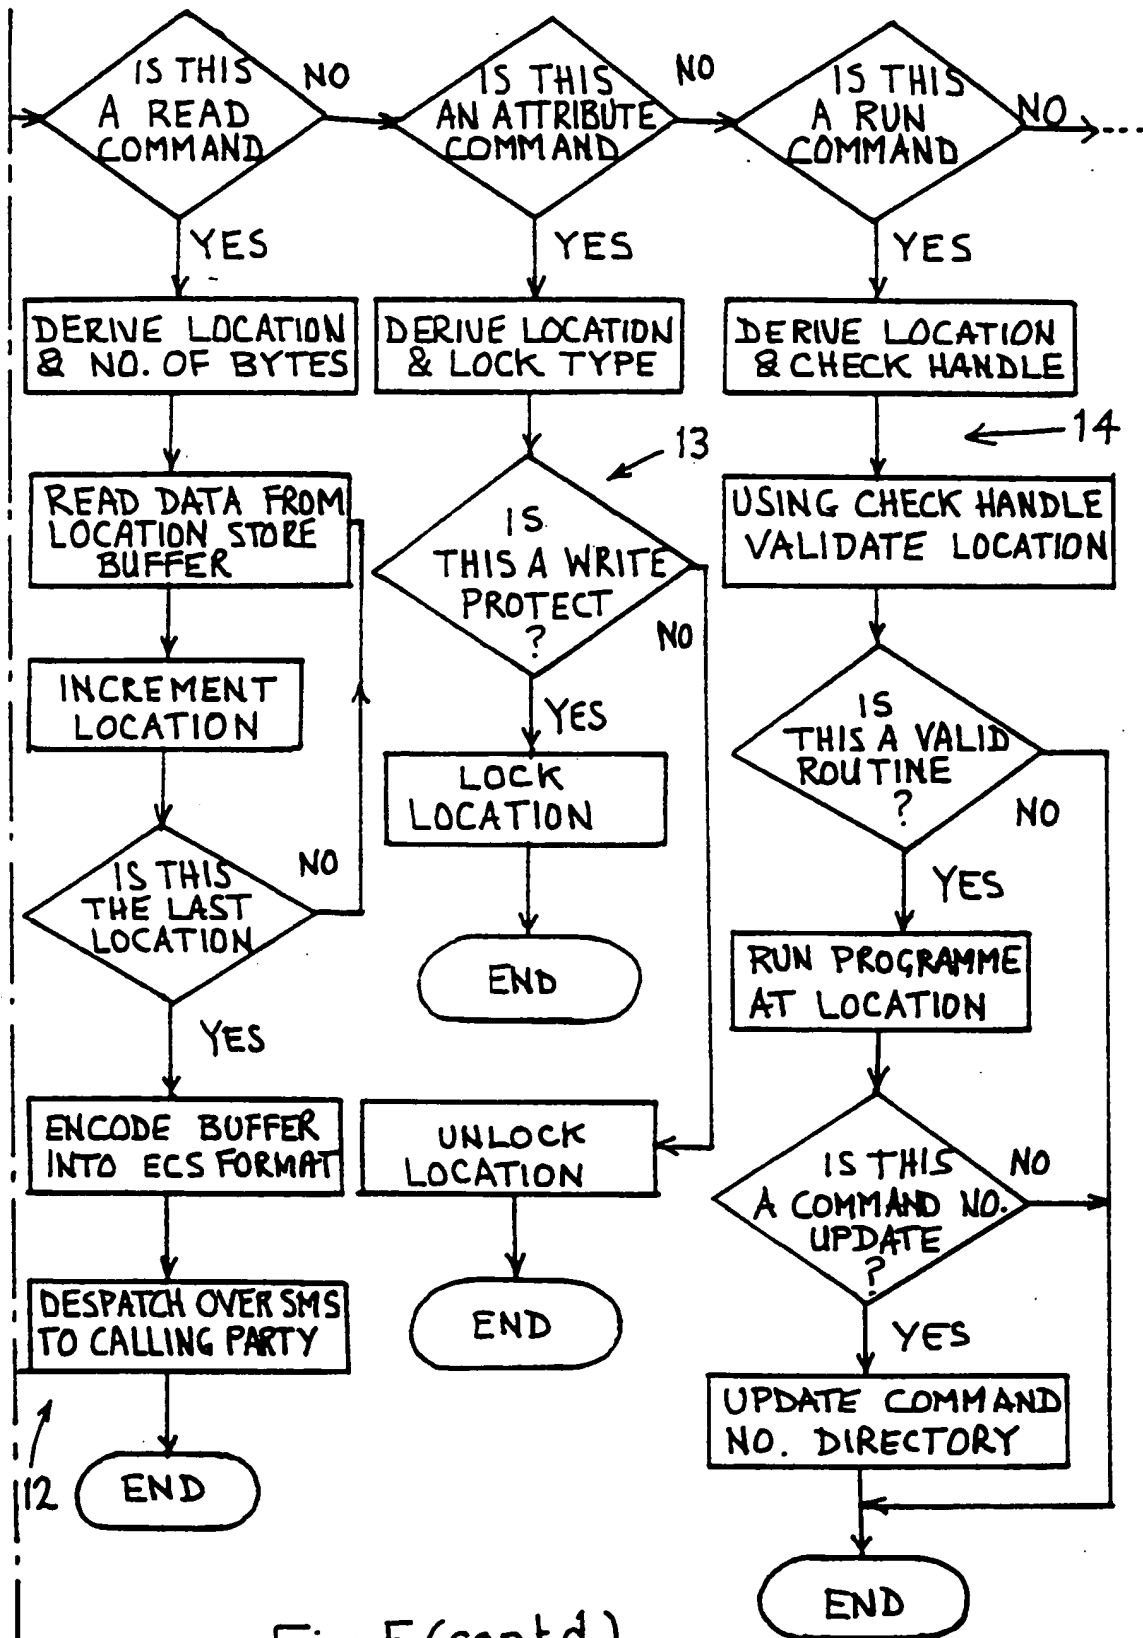 IS THIS
A READ
COMMAND
NO
YES
DERIVE LOCATION
& NO. OF BYTES
READ DATA FROM
LOCATION STORE
BUFFER
INCREMENT
LOCATION
IS THIS
THE LAST
LOCATION
NO
YES
ENCODE BUFFER
INTO ECS FORMAT
DESPATCH OVER SMS
TO CALLING PARTY
12
END
IS THIS
AN ATTRIBUTE
COMMAND
NO
YES
DERIVE LOCATION
& LOCK TYPE
13
IS
THIS A WRITE
PROTECT
?
NO
YES
LOCK
LOCATION
END
UNLOCK
LOCATION
END
IS THIS
A RUN
COMMAND
NO
YES
DERIVE LOCATION
& CHECK HANDLE
14
USING CHECK HANDLE
VALIDATE LOCATION
IS
THIS A VALID
ROUTINE
?
NO
YES
RUN PROGRAMME
AT LOCATION
IS THIS
A COMMAND NO.
UPDATE
?
NO
YES
UPDATE COMMAND
NO. DIRECTORY
END
Fig. 5 (cont'd.)